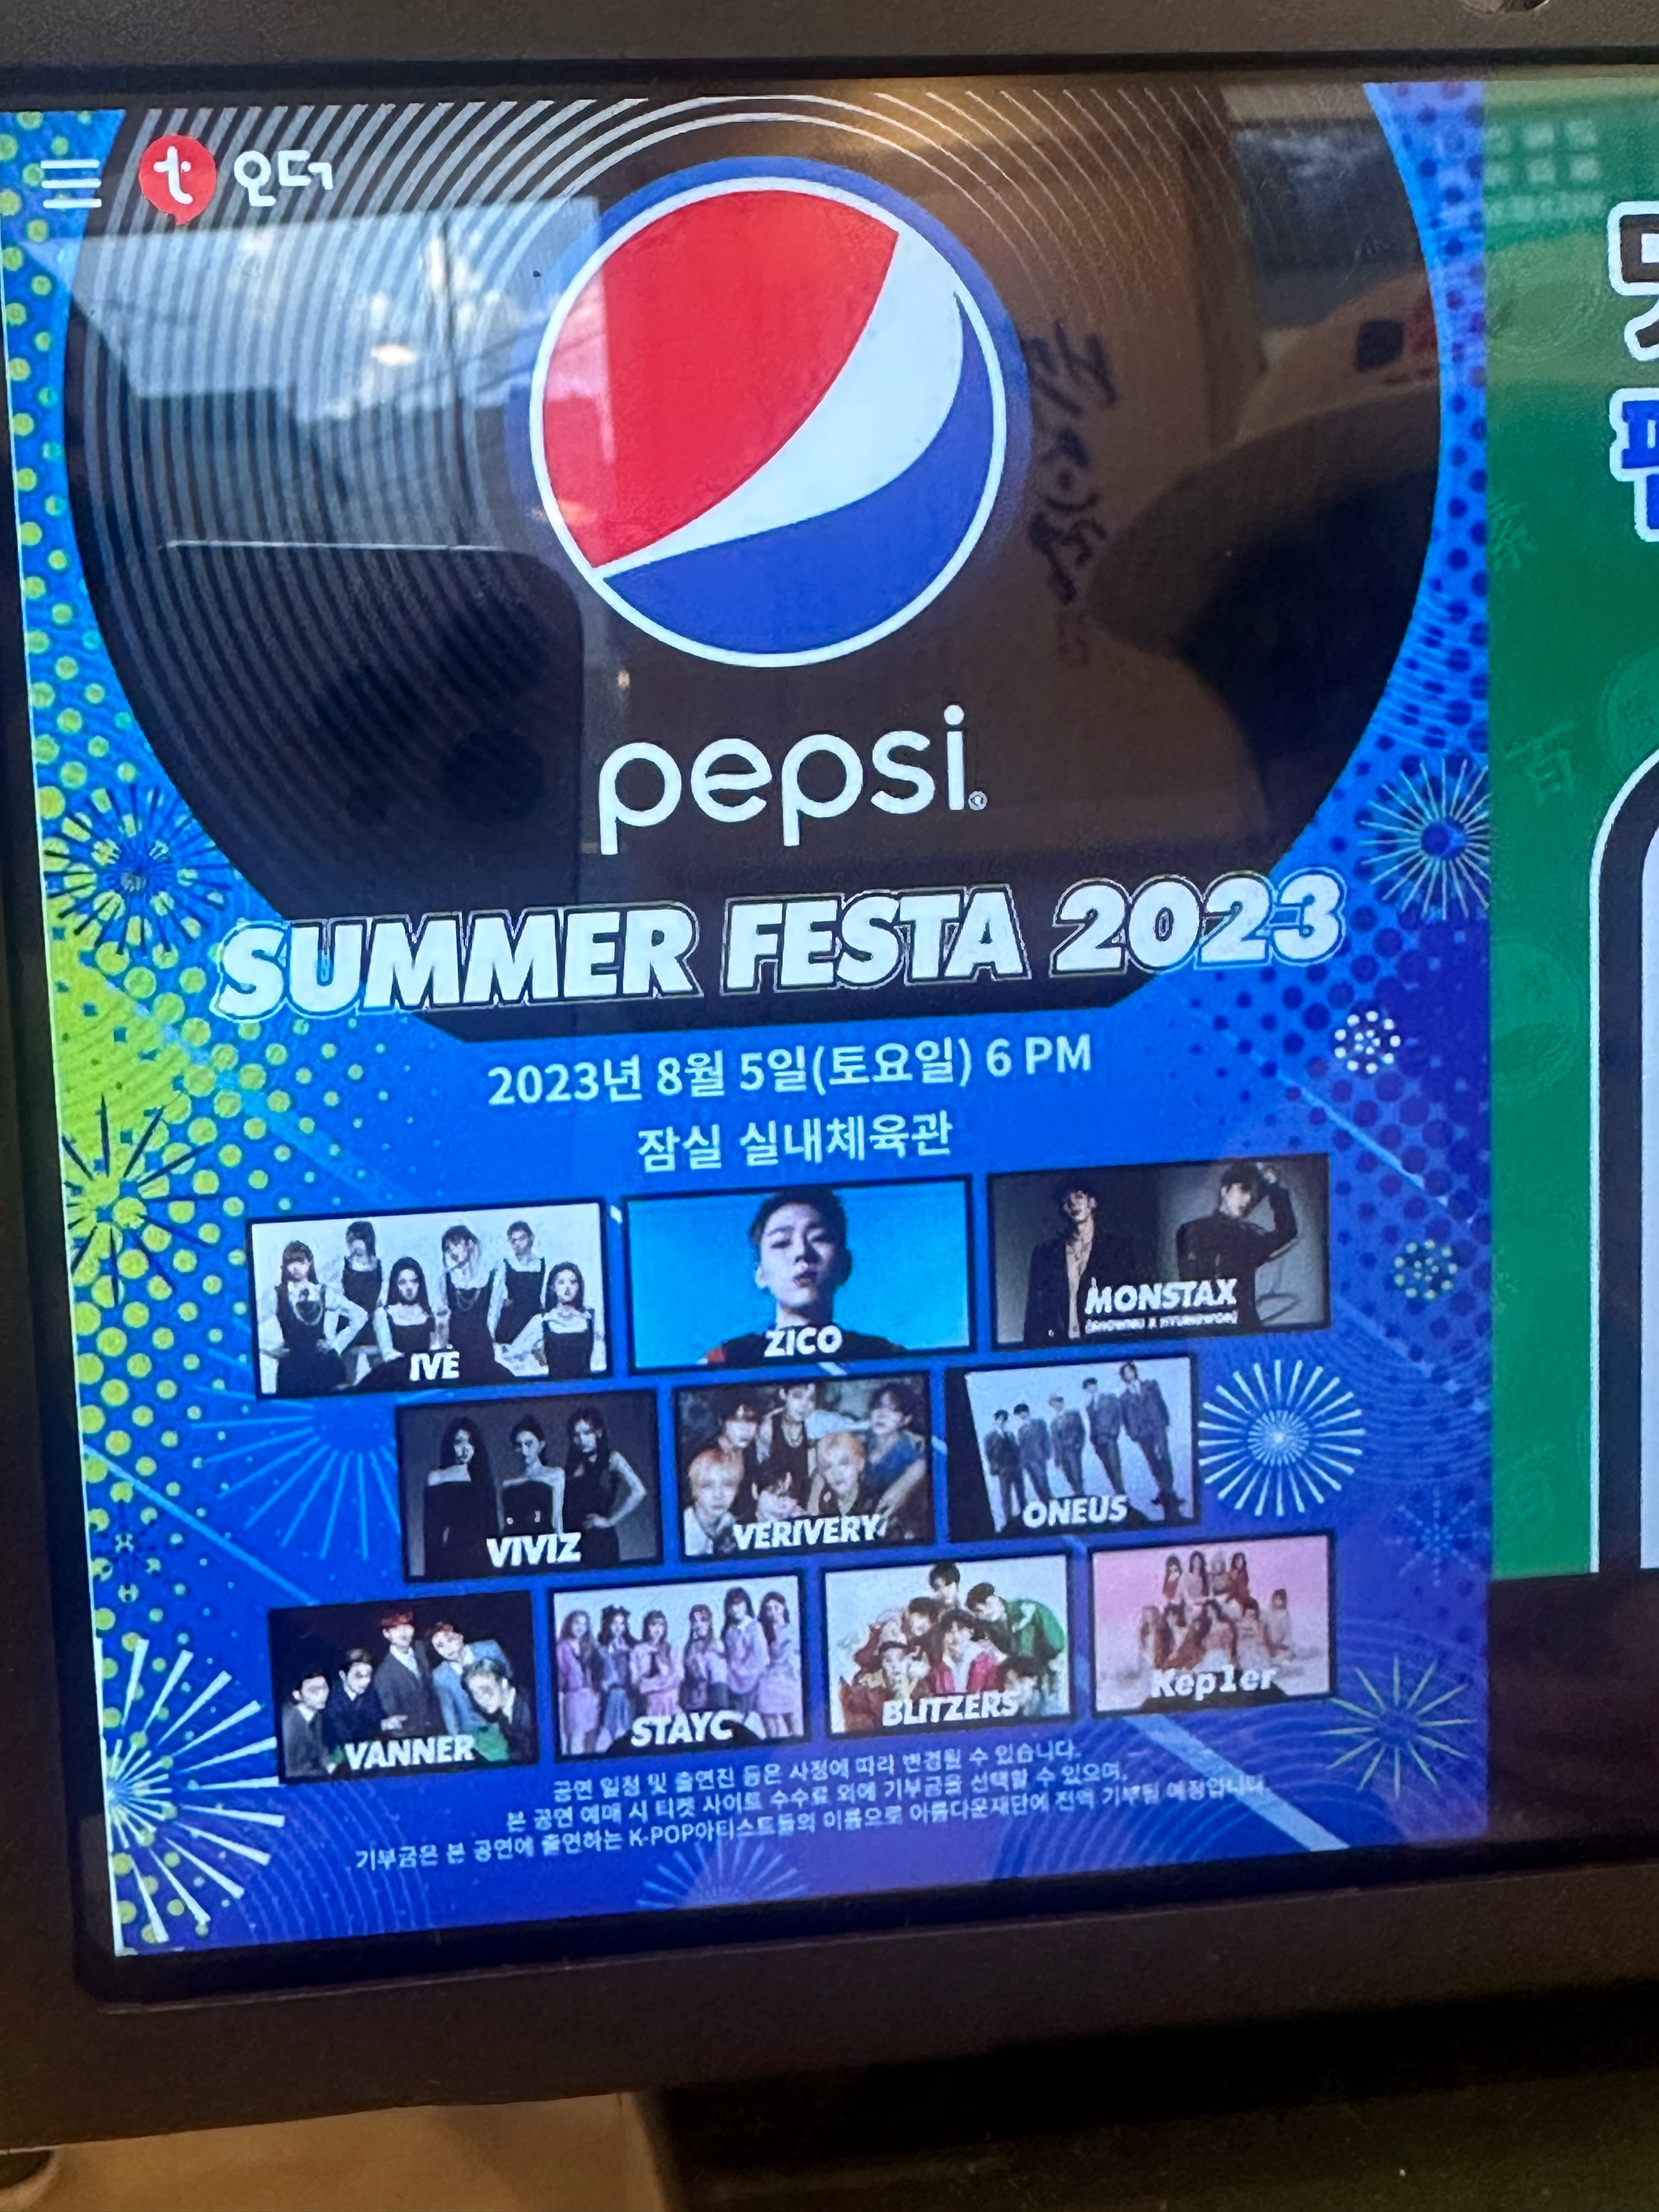 t 오더
pepsi
SUMMER FESTA 2023
2023년 8월 5일(토요일) 6 PM
잠실 실내체육관
IVE
ZICO
MONSTAX
(SHOWNU X HYUNGWON)
VIVIZ
VERIVERY
ONEUS
VANNER
STAYC
BLITZERS
Kep1er
공연 일정 및 출연진 등은 사정에 따라 변경될 수 있습니다.
본 공연 예매 시 티켓 사이트 수수료 외에 기부금을 선택할 수 있으며,
기부금은 본 공연에 출연하는 K-POP아티스트들의 이름으로 아름다운재단에 전액 기부될 예정입니다.